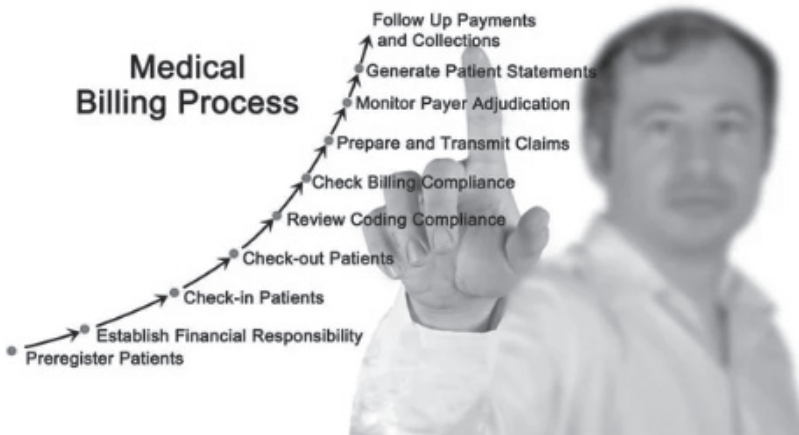 Medical
Billing Process
Follow Up Payments
and Collections
Generate Patient Statements
Monitor Payer Adjudication
Prepare and Transmit Claims
Check Billing Compliance
Review Coding Compliance
Check-out Patients
Check-in Patients
Establish Financial Responsibility
Preregister Patients